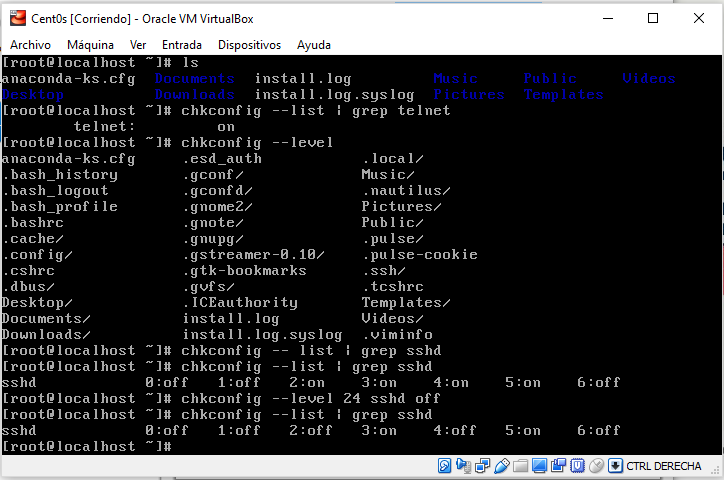 Cent0s [Corriendo] - Oracle VM VirtualBox
Archivo Máquina Ver Entrada Dispositivos Ayuda
[root@localhost ~]# ls
anaconda-ks.cfg Documents install.log Music Public Videos
Desktop Downloads install.log.syslog Pictures Templates
[root@localhost ~]# chkconfig --list | grep telnet
telnet: on
[root@localhost ~]# chkconfig --level
anaconda-ks.cfg .esd_auth .local/
.bash_history .gconf/ Music/
.bash_logout .gconfd/ .nautilus/
.bash_profile .gnome2/ Pictures/
.bashrc .gnote/ Public/
.cache/ .gnupg/ .pulse/
.config/ .gstreamer-0.10/ .pulse-cookie
.cshrc .gtk-bookmarks .ssh/
.dbus/ .gvfs/ .tcshrc
Desktop/ .ICEauthority Templates/
Documents/ install.log Videos/
Downloads/ install.log.syslog .viminfo
[root@localhost ~]# chkconfig -- list | grep sshd
[root@localhost ~]# chkconfig --list | grep sshd
sshd 0:off 1:off 2:on 3:on 4:on 5:on 6:off
[root@localhost ~]# chkconfig --level 24 sshd off
[root@localhost ~]# chkconfig --list | grep sshd
sshd 0:off 1:off 2:off 3:on 4:off 5:on 6:off
[root@localhost ~]#
CTRL DERECHA